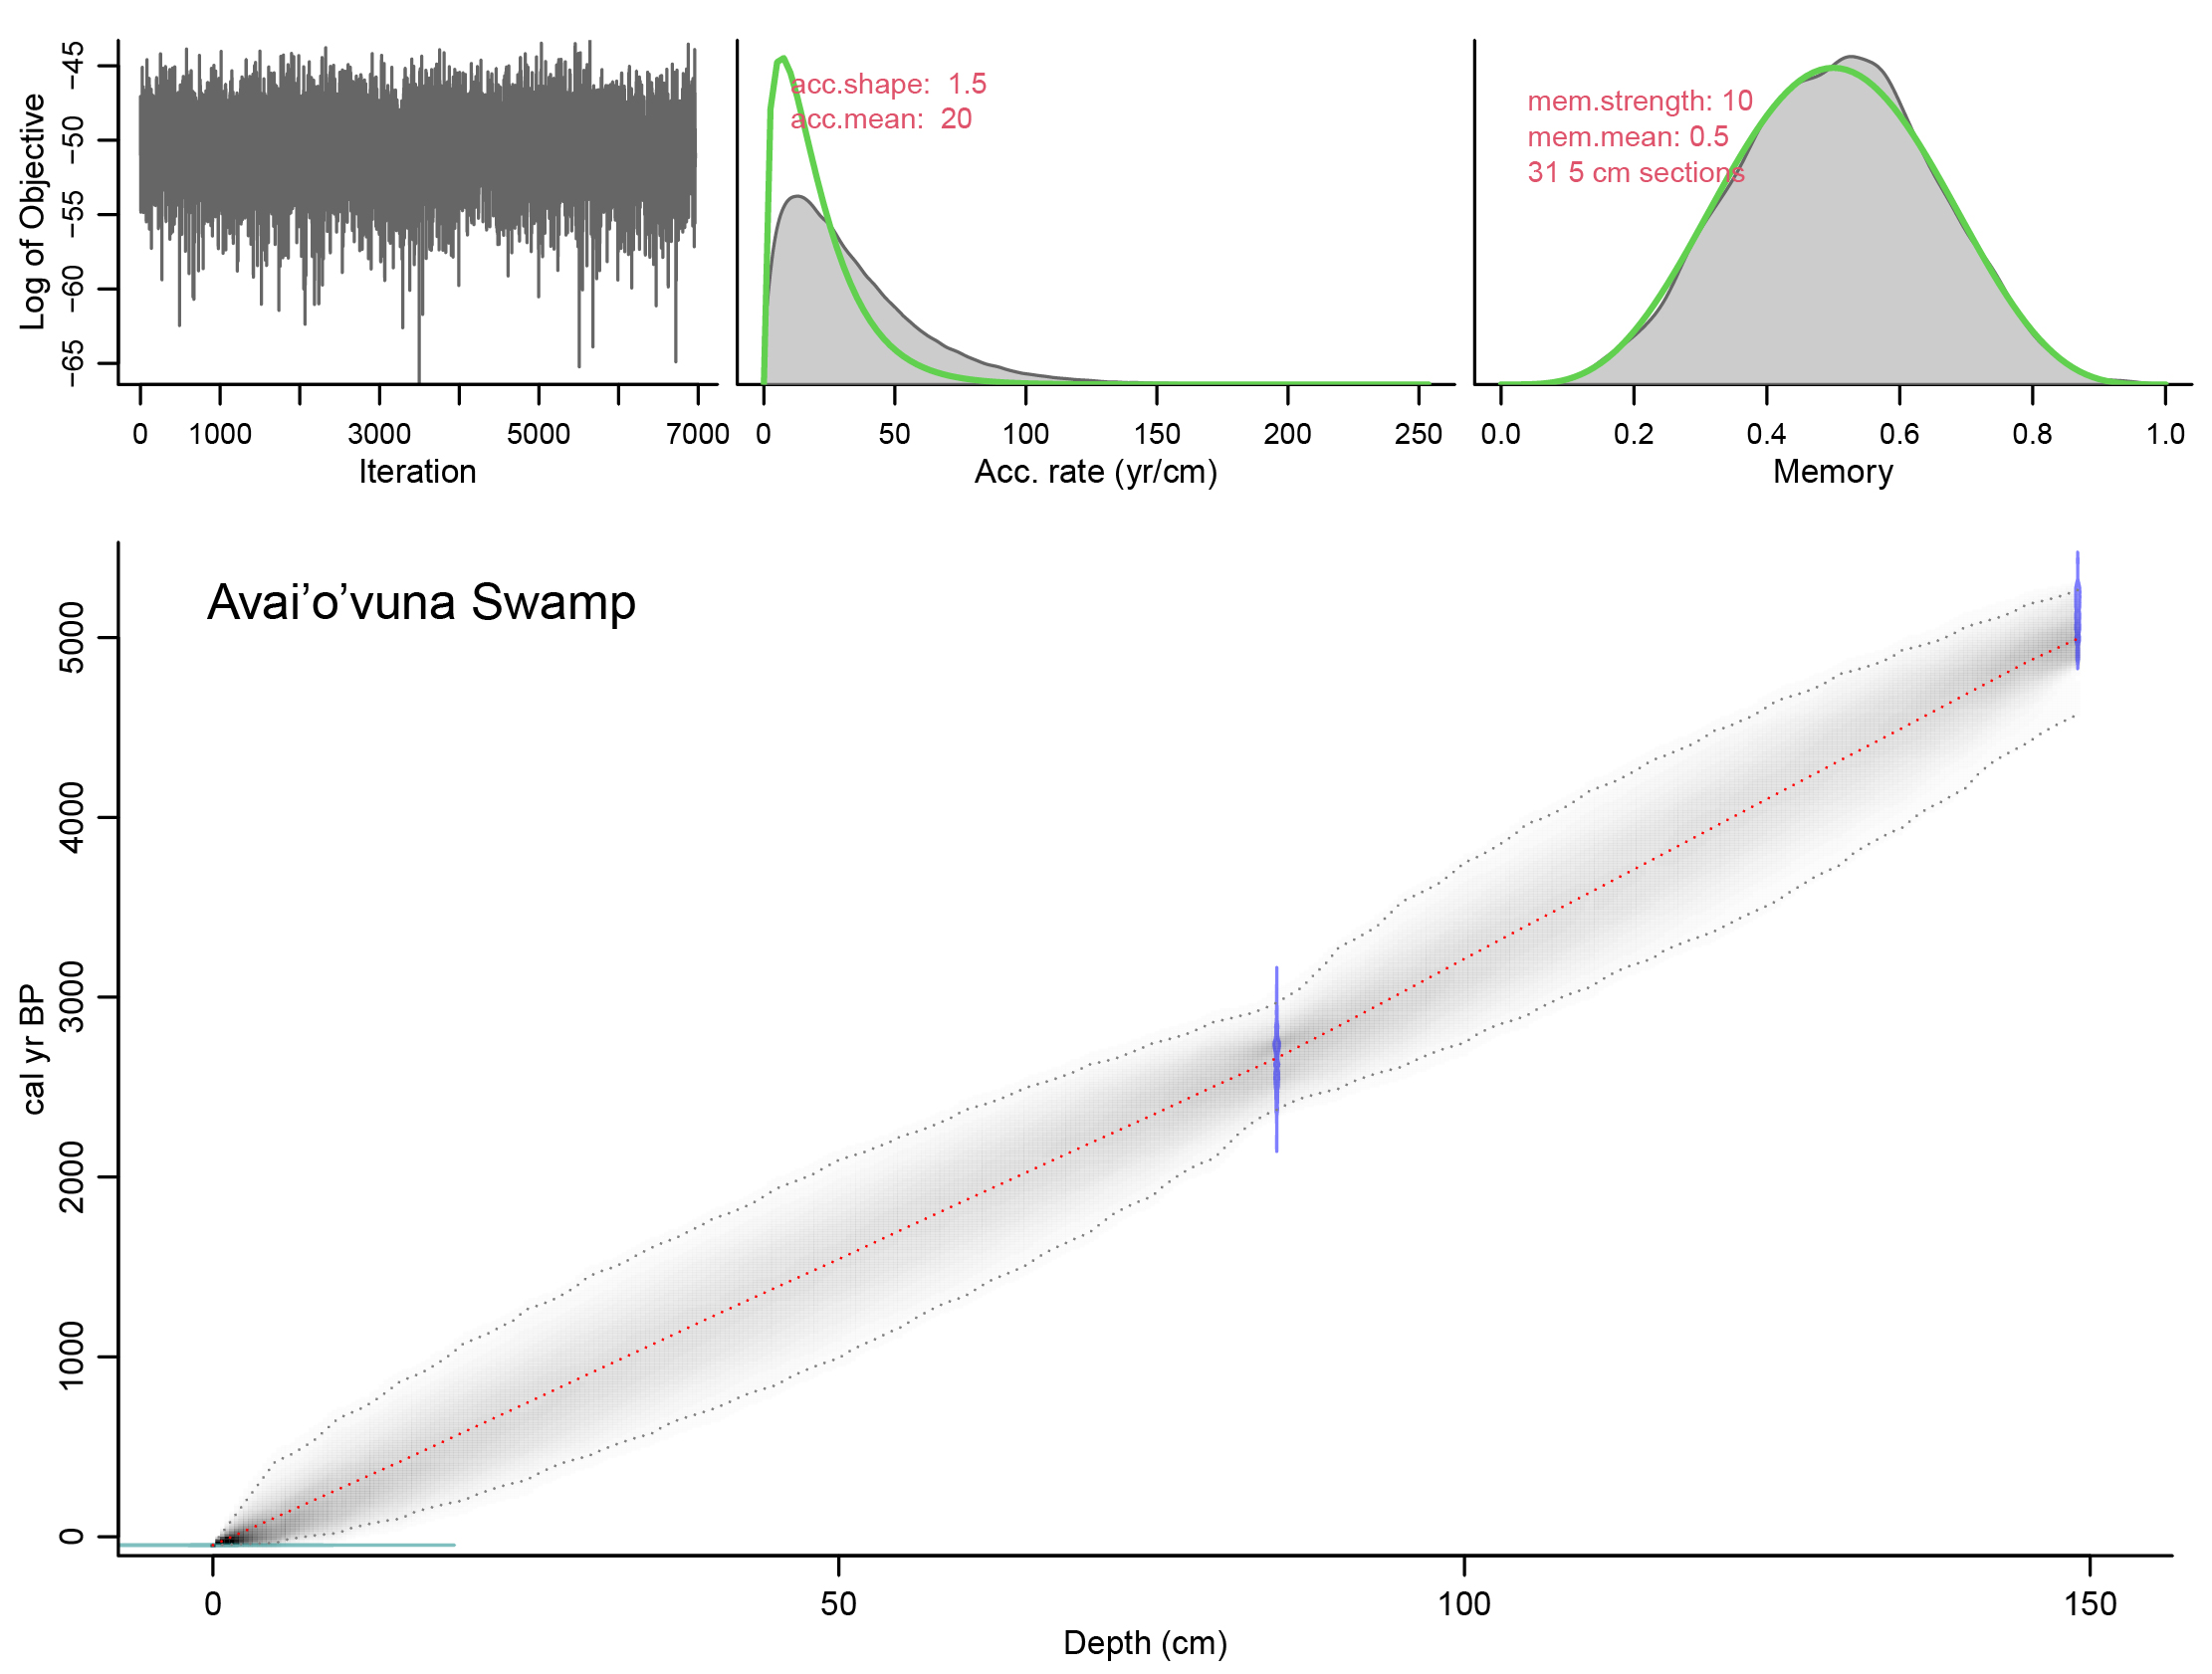 Log of Objective
−45
−50
−55
−60
−65
0 1000 3000 5000 7000
Iteration
acc.shape: 1.5
acc.mean: 20
0 50 100 150 200 250
Acc. rate (yr/cm)
mem.strength: 10
mem.mean: 0.5
31 5 cm sections
0.0 0.2 0.4 0.6 0.8 1.0
Memory
Avai’o’vuna Swamp
cal yr BP
5000
4000
3000
2000
1000
0
0 50 100 150
Depth (cm)